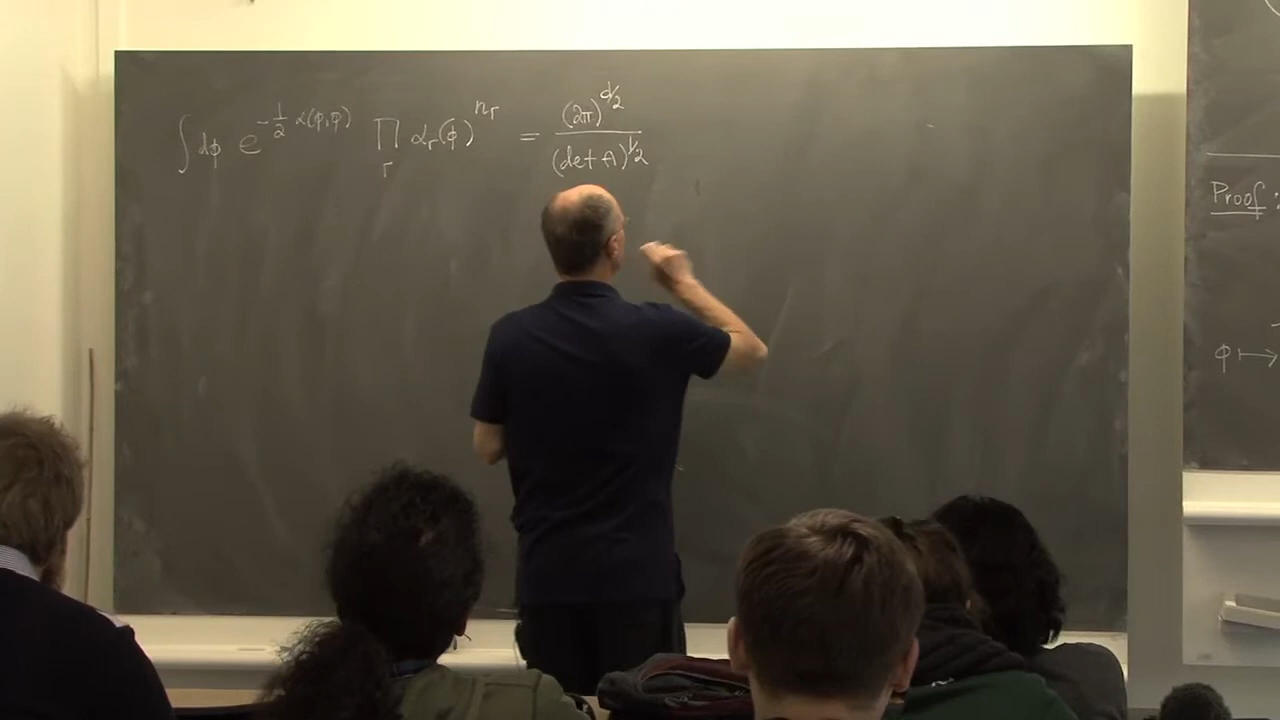 ∫dφ e^{-1/2 α(φ,φ)} ∏_r α_r(φ)^{n_r} = (2π)^{d/2} / (det A)^{1/2}
Proof :
φ ↦